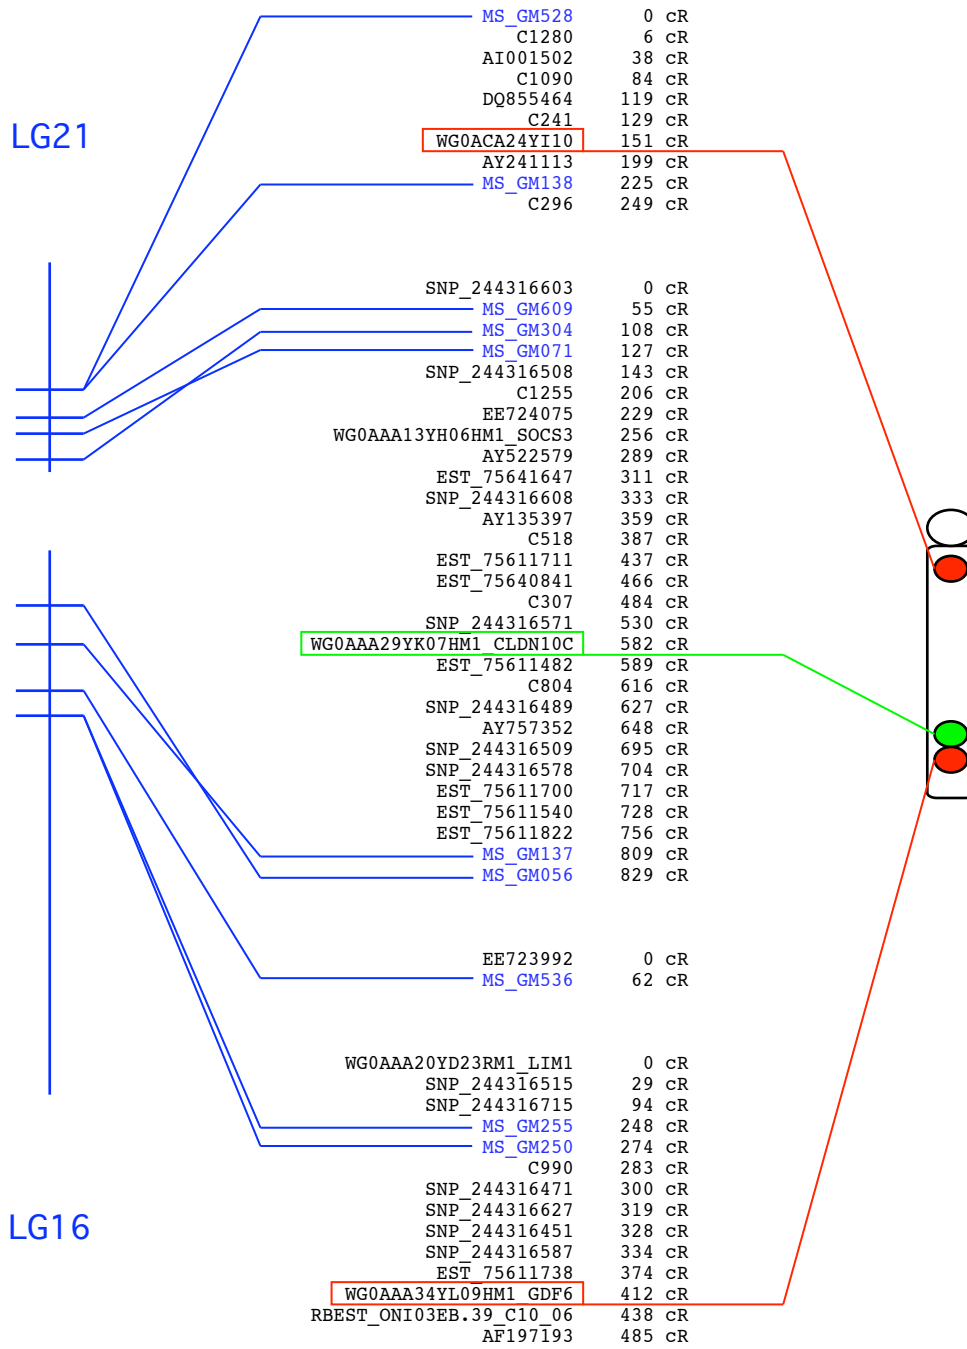 MS_GM528 0 cR
C1280 6 cR
AI001502 38 cR
C1090 84 cR
DQ855464 119 cR
C241 129 cR
LG21
WG0ACA24YI10 151 cR
AY241113 199 cR
MS_GM138 225 cR
C296 249 cR
SNP_244316603 0 cR
MS_GM609 55 cR
MS_GM304 108 cR
MS_GM071 127 cR
SNP_244316508 143 cR
C1255 206 cR
EE724075 229 cR
WG0AAA13YH06HM1_SOCS3 256 cR
AY522579 289 cR
EST_75641647 311 cR
SNP_244316608 333 cR
AY135397 359 cR
C518 387 cR
EST_75611711 437 cR
EST_75640841 466 cR
C307 484 cR
SNP_244316571 530 cR
WG0AAA29YK07HM1_CLDN10C 582 cR
EST_75611482 589 cR
C804 616 cR
SNP_244316489 627 cR
AY757352 648 cR
SNP_244316509 695 cR
SNP_244316578 704 cR
EST_75611700 717 cR
EST_75611540 728 cR
EST_75611822 756 cR
MS_GM137 809 cR
MS_GM056 829 cR
EE723992 0 cR
MS_GM536 62 cR
WG0AAA20YD23RM1_LIM1 0 cR
SNP_244316515 29 cR
SNP_244316715 94 cR
MS_GM255 248 cR
MS_GM250 274 cR
C990 283 cR
SNP_244316471 300 cR
SNP_244316627 319 cR
LG16
SNP_244316451 328 cR
SNP_244316587 334 cR
EST_75611738 374 cR
WG0AAA34YL09HM1_GDF6 412 cR
RBEST_ONI03EB.39_C10_06 438 cR
AF197193 485 cR